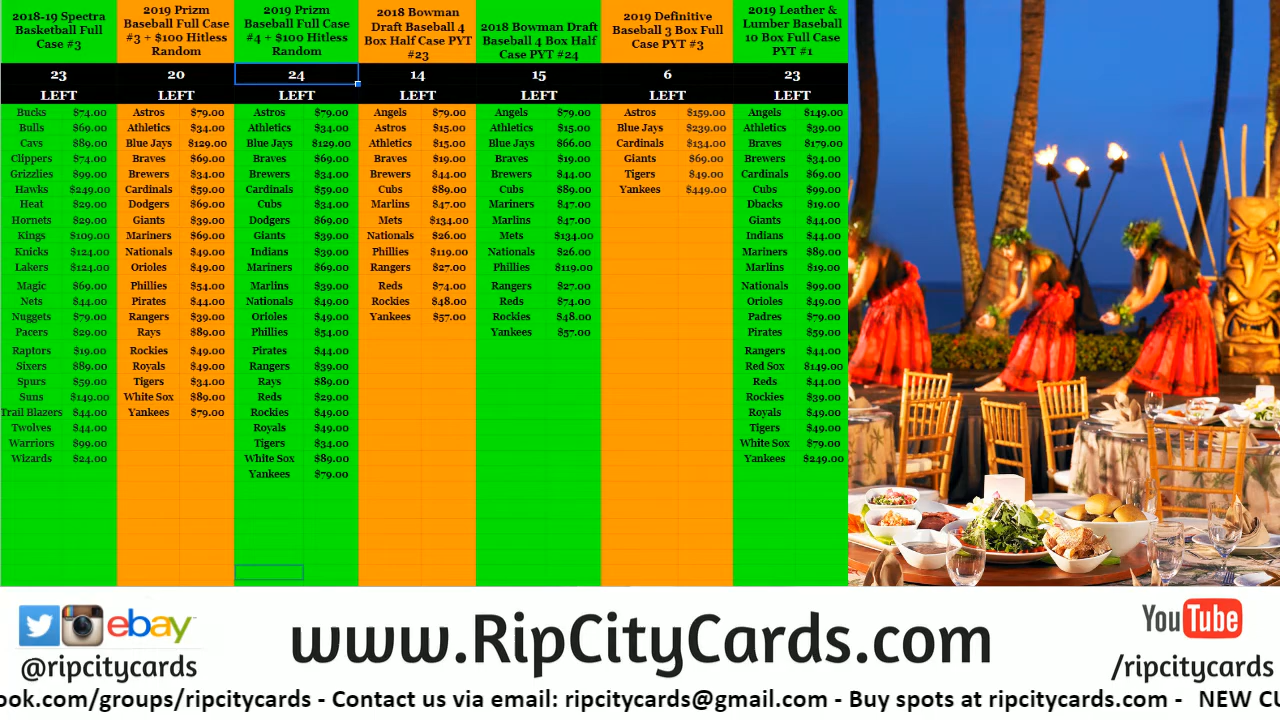 2018-19 Spectra
Basketball Full
Case #3
23
LEFT
Bucks $74.00
Bulls $69.00
Cavs $89.00
Clippers $74.00
Grizzlies $99.00
Hawks $249.00
Heat $29.00
Hornets $29.00
Kings $109.00
Knicks $124.00
Lakers $124.00
Magic $69.00
Nets $44.00
Nuggets $79.00
Pacers $29.00
Raptors $19.00
Sixers $89.00
Spurs $59.00
Suns $149.00
Trail Blazers $44.00
Twolves $44.00
Warriors $99.00
Wizards $24.00
2019 Prizm
Baseball Full Case
#3 + $100 Hitless
Random
20
LEFT
Astros $79.00
Athletics $34.00
Blue Jays $129.00
Braves $69.00
Brewers $34.00
Cardinals $59.00
Dodgers $69.00
Giants $39.00
Mariners $69.00
Nationals $49.00
Orioles $49.00
Phillies $54.00
Pirates $44.00
Rangers $39.00
Rays $89.00
Rockies $49.00
Royals $49.00
Tigers $34.00
White Sox $89.00
Yankees $79.00
2019 Prizm
Baseball Full Case
#4 + $100 Hitless
Random
24
LEFT
Astros $79.00
Athletics $34.00
Blue Jays $129.00
Braves $69.00
Brewers $34.00
Cardinals $59.00
Cubs $34.00
Dodgers $69.00
Giants $39.00
Indians $39.00
Mariners $69.00
Marlins $39.00
Nationals $49.00
Orioles $49.00
Phillies $54.00
Pirates $44.00
Rangers $39.00
Rays $89.00
Reds $29.00
Rockies $49.00
Royals $49.00
Tigers $34.00
White Sox $89.00
Yankees $79.00
2018 Bowman
Draft Baseball 4
Box Half Case PYT
#23
14
LEFT
Angels $79.00
Astros $15.00
Athletics $15.00
Braves $19.00
Brewers $44.00
Cubs $89.00
Marlins $47.00
Mets $134.00
Nationals $26.00
Phillies $119.00
Rangers $27.00
Reds $74.00
Rockies $48.00
Yankees $57.00
2018 Bowman Draft
Baseball 4 Box Half
Case PYT #24
15
LEFT
Angels $79.00
Athletics $15.00
Blue Jays $66.00
Braves $19.00
Brewers $44.00
Cubs $89.00
Mariners $47.00
Marlins $47.00
Mets $134.00
Nationals $26.00
Phillies $119.00
Rangers $27.00
Reds $74.00
Rockies $48.00
Yankees $57.00
2019 Definitive
Baseball 3 Box Full
Case PYT #3
6
LEFT
Astros $159.00
Blue Jays $239.00
Cardinals $134.00
Giants $69.00
Tigers $49.00
Yankees $449.00
2019 Leather &
Lumber Baseball
10 Box Full Case
PYT #1
23
LEFT
Angels $149.00
Athletics $39.00
Braves $179.00
Brewers $34.00
Cardinals $69.00
Cubs $99.00
Dbacks $19.00
Giants $44.00
Indians $44.00
Mariners $89.00
Marlins $19.00
Nationals $99.00
Orioles $49.00
Padres $79.00
Pirates $59.00
Rangers $44.00
Red Sox $149.00
Reds $44.00
Rockies $39.00
Royals $49.00
Tigers $49.00
White Sox $79.00
Yankees $249.00
ebay
@ripcitycards
www.RipCityCards.com
YouTube
/ripcitycards
ook.com/groups/ripcitycards - Contact us via email: ripcitycards@gmail.com - Buy spots at ripcitycards.com - NEW CU